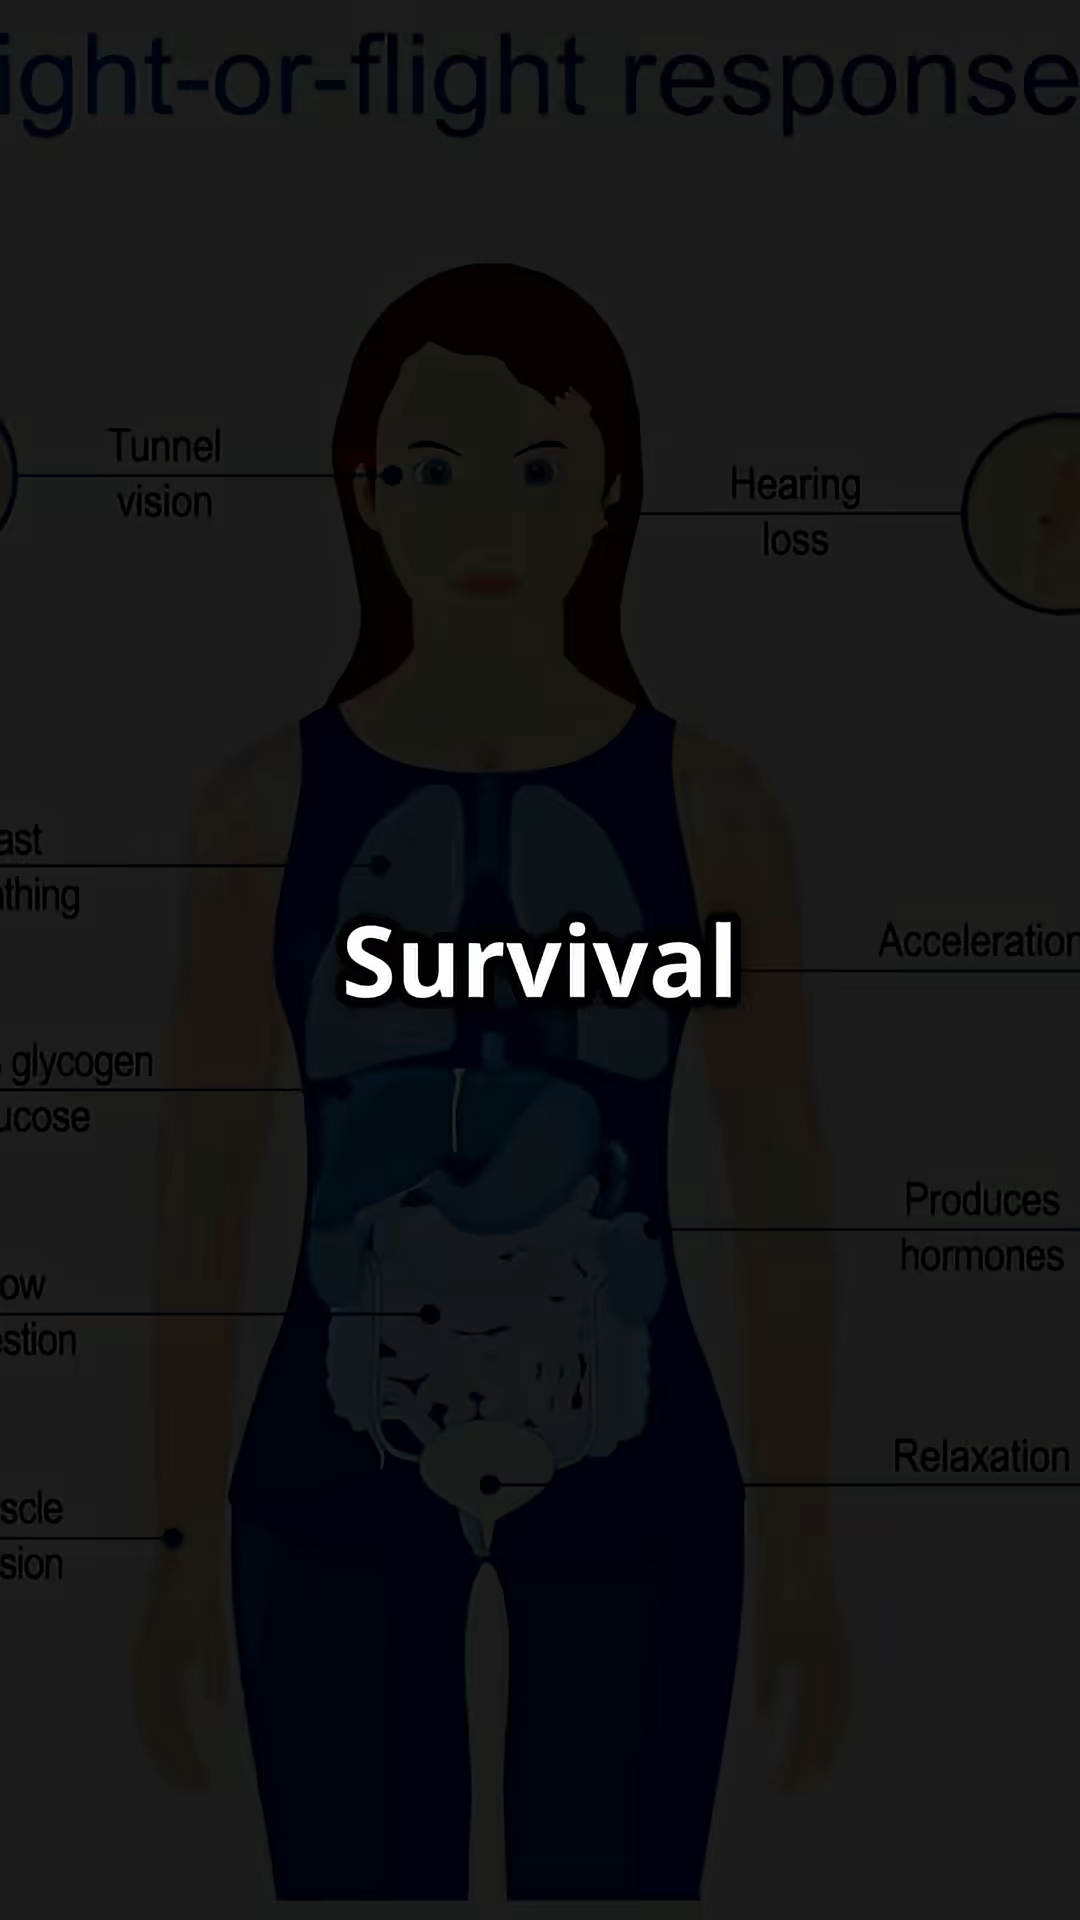 ight-or-flight response
Tunnel
vision
Hearing
loss
ast
thing
Survival
Acceleration
glycogen
ucose
Produces
hormones
ow
estion
Relaxation
scle
sion